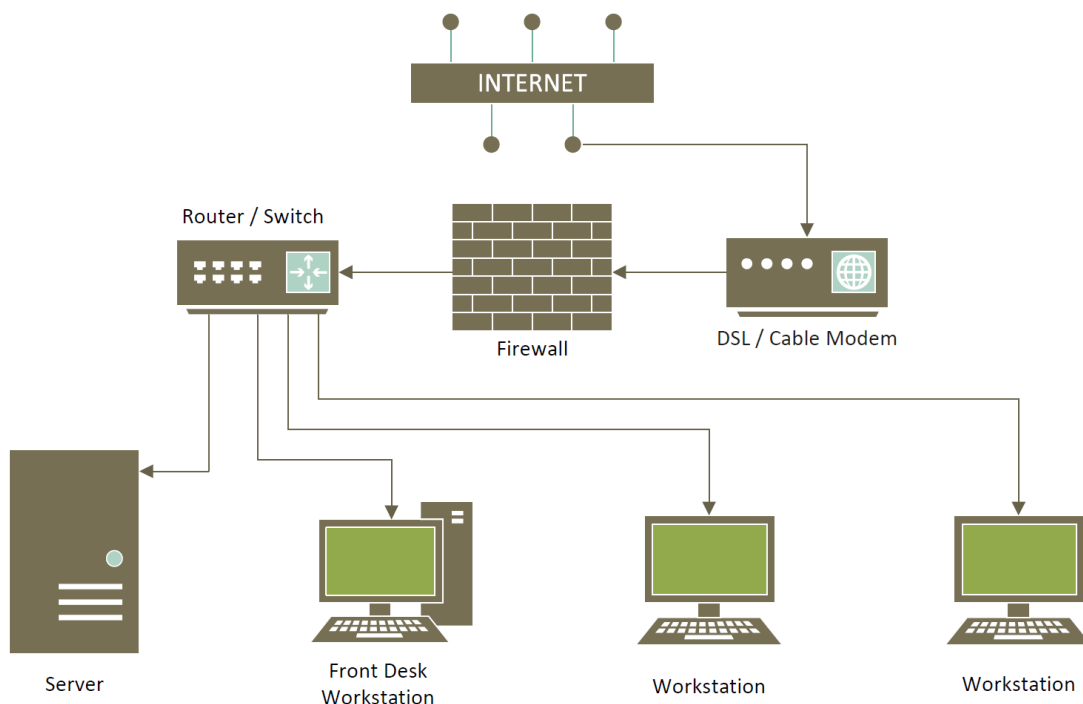 INTERNET
Router / Switch
Firewall
DSL / Cable Modem
Server
Front Desk
Workstation
Workstation
Workstation